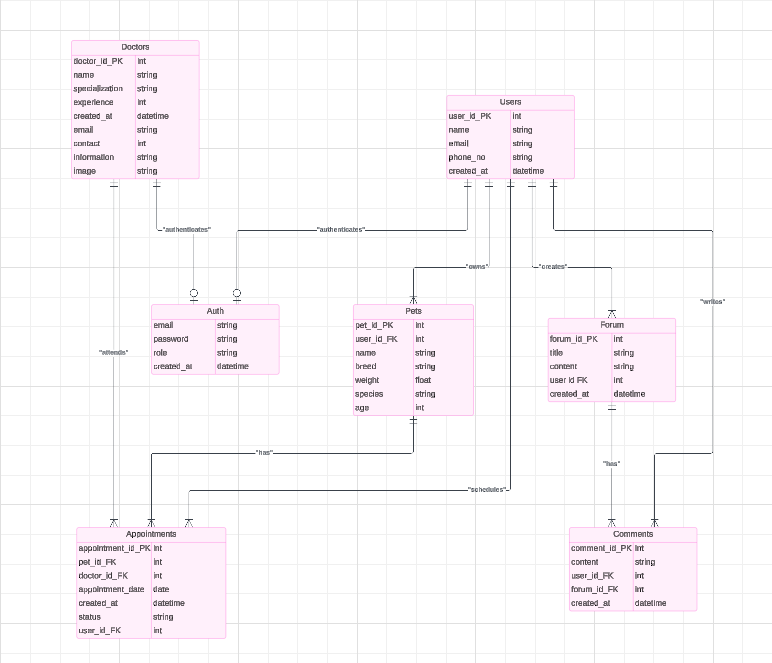 Doctors
doctor_id_PK int
name string
specialization string
experience int
created_at datetime
email string
contact int
information string
image string
Users
user_id_PK int
name string
email string
phone_no string
created_at datetime
"authenticates"
"authenticates"
"owns"
"creates"
"writes"
Auth
email string
password string
role string
created_at datetime
Pets
pet_id_PK int
user_id_FK int
name string
breed string
weight float
species string
age int
Forum
forum_id_PK int
title string
content string
user_id_FK int
created_at datetime
"attends"
"has"
"schedules"
"has"
Appointments
appointment_id_PK int
pet_id_FK int
doctor_id_FK int
appointment_date date
created_at datetime
status string
user_id_FK int
Comments
comment_id_PK int
content string
user_id_FK int
forum_id_FK int
created_at datetime